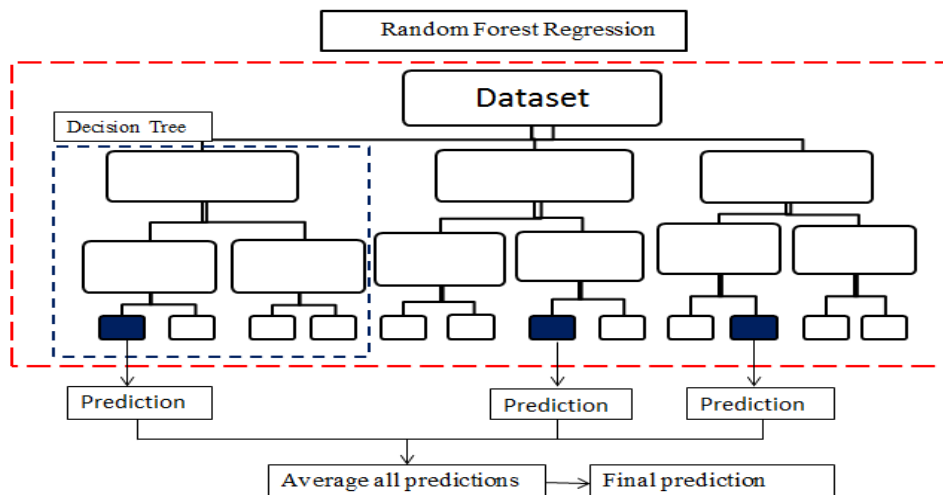 Random Forest Regression
Dataset
Decision Tree
Prediction
Prediction
Prediction
Average all predictions
Final prediction